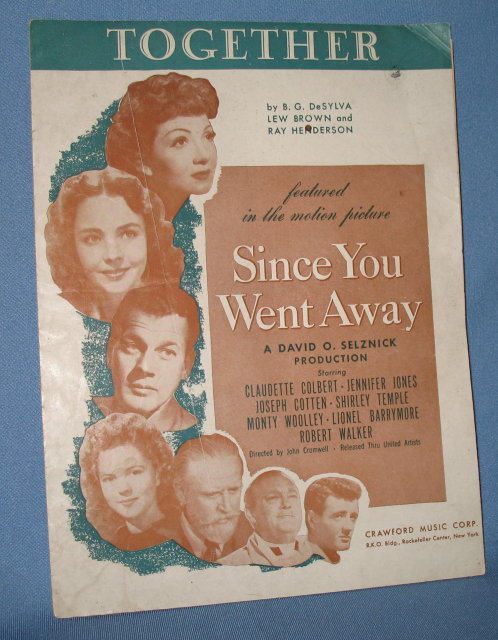 TOGETHER
by B. G. DeSYLVA
LEW BROWN and
RAY HENDERSON
featured
in the motion picture
Since You
Went Away
A DAVID O. SELZNICK
PRODUCTION
Starring
CLAUDETTE COLBERT · JENNIFER JONES
JOSEPH COTTEN · SHIRLEY TEMPLE
MONTY WOOLLEY · LIONEL BARRYMORE
ROBERT WALKER
Directed by John Cromwell · Released Thru United Artists
CRAWFORD MUSIC CORP.
R.K.O. Bldg., Rockefeller Center, New York